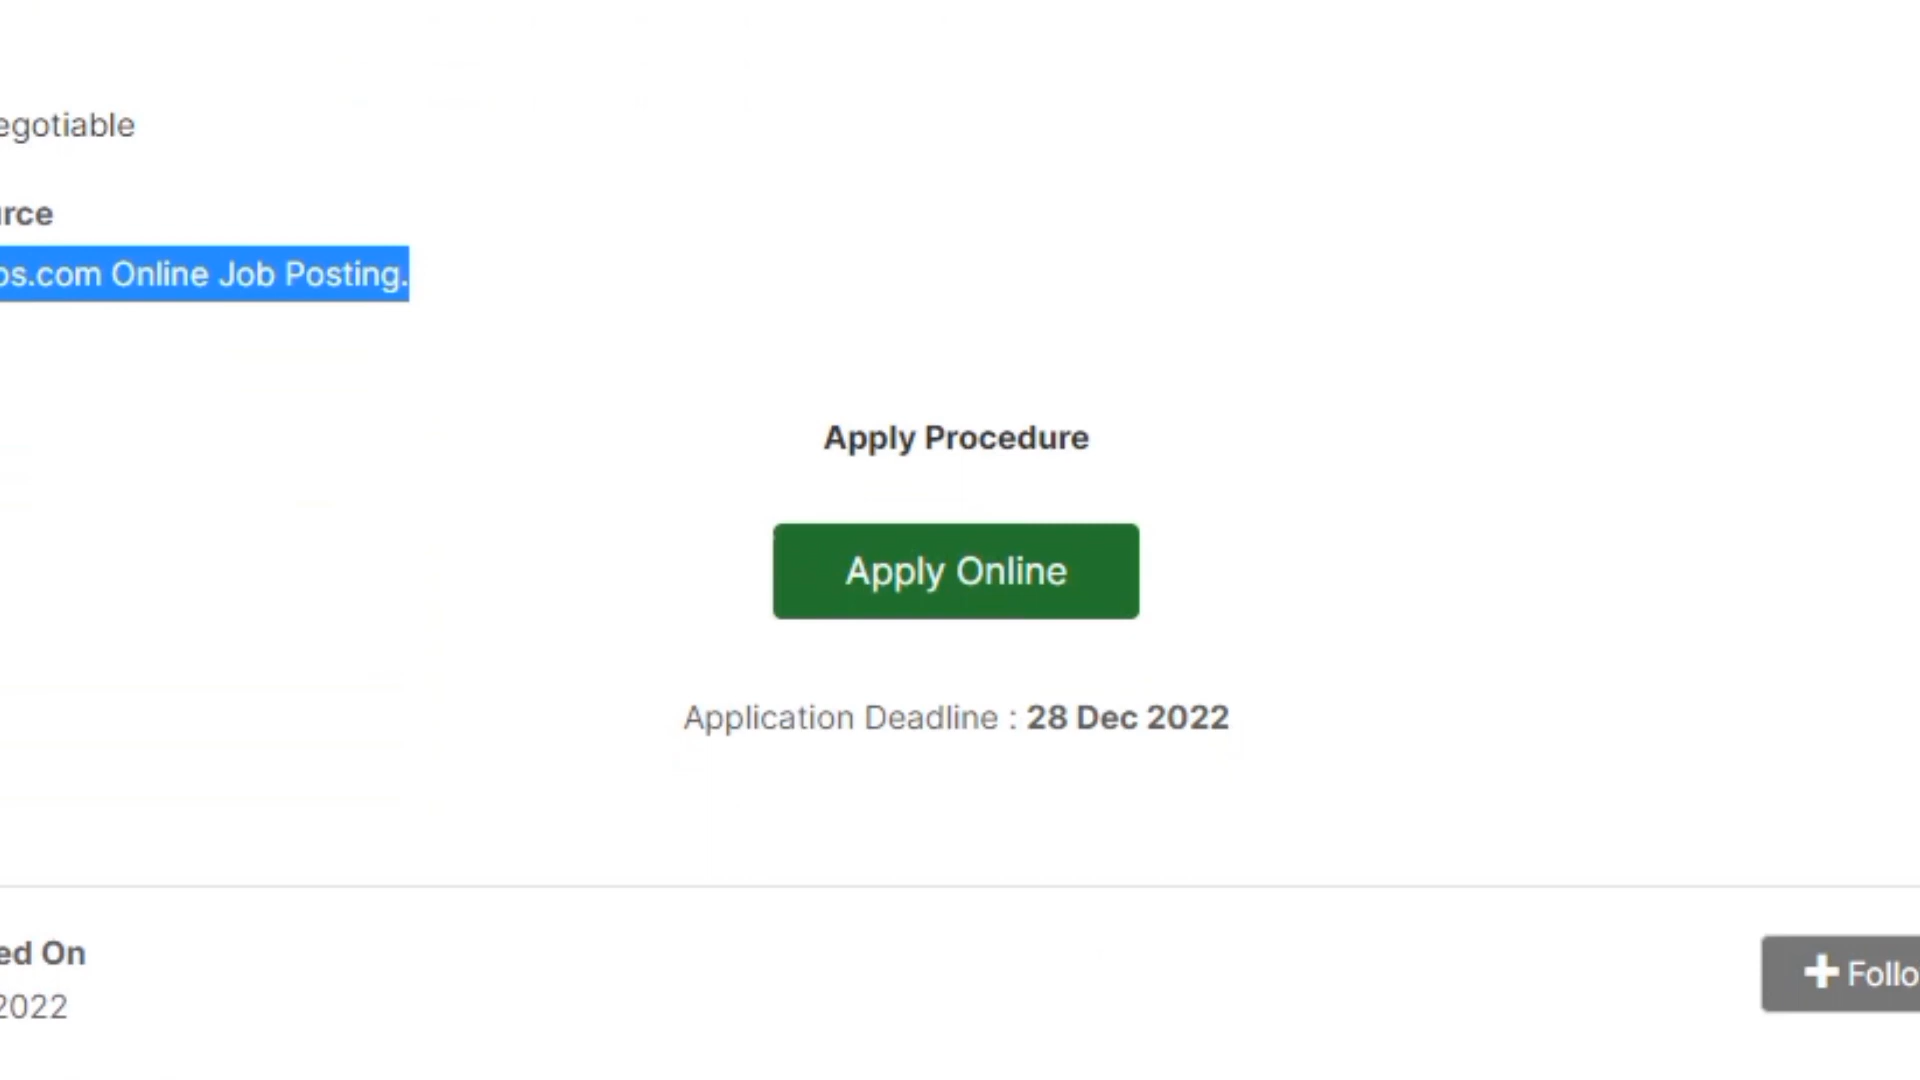 egotiable
urce
os.com Online Job Posting.
Apply Procedure
Apply Online
Application Deadline : 28 Dec 2022
ed On
2022
+ Follo